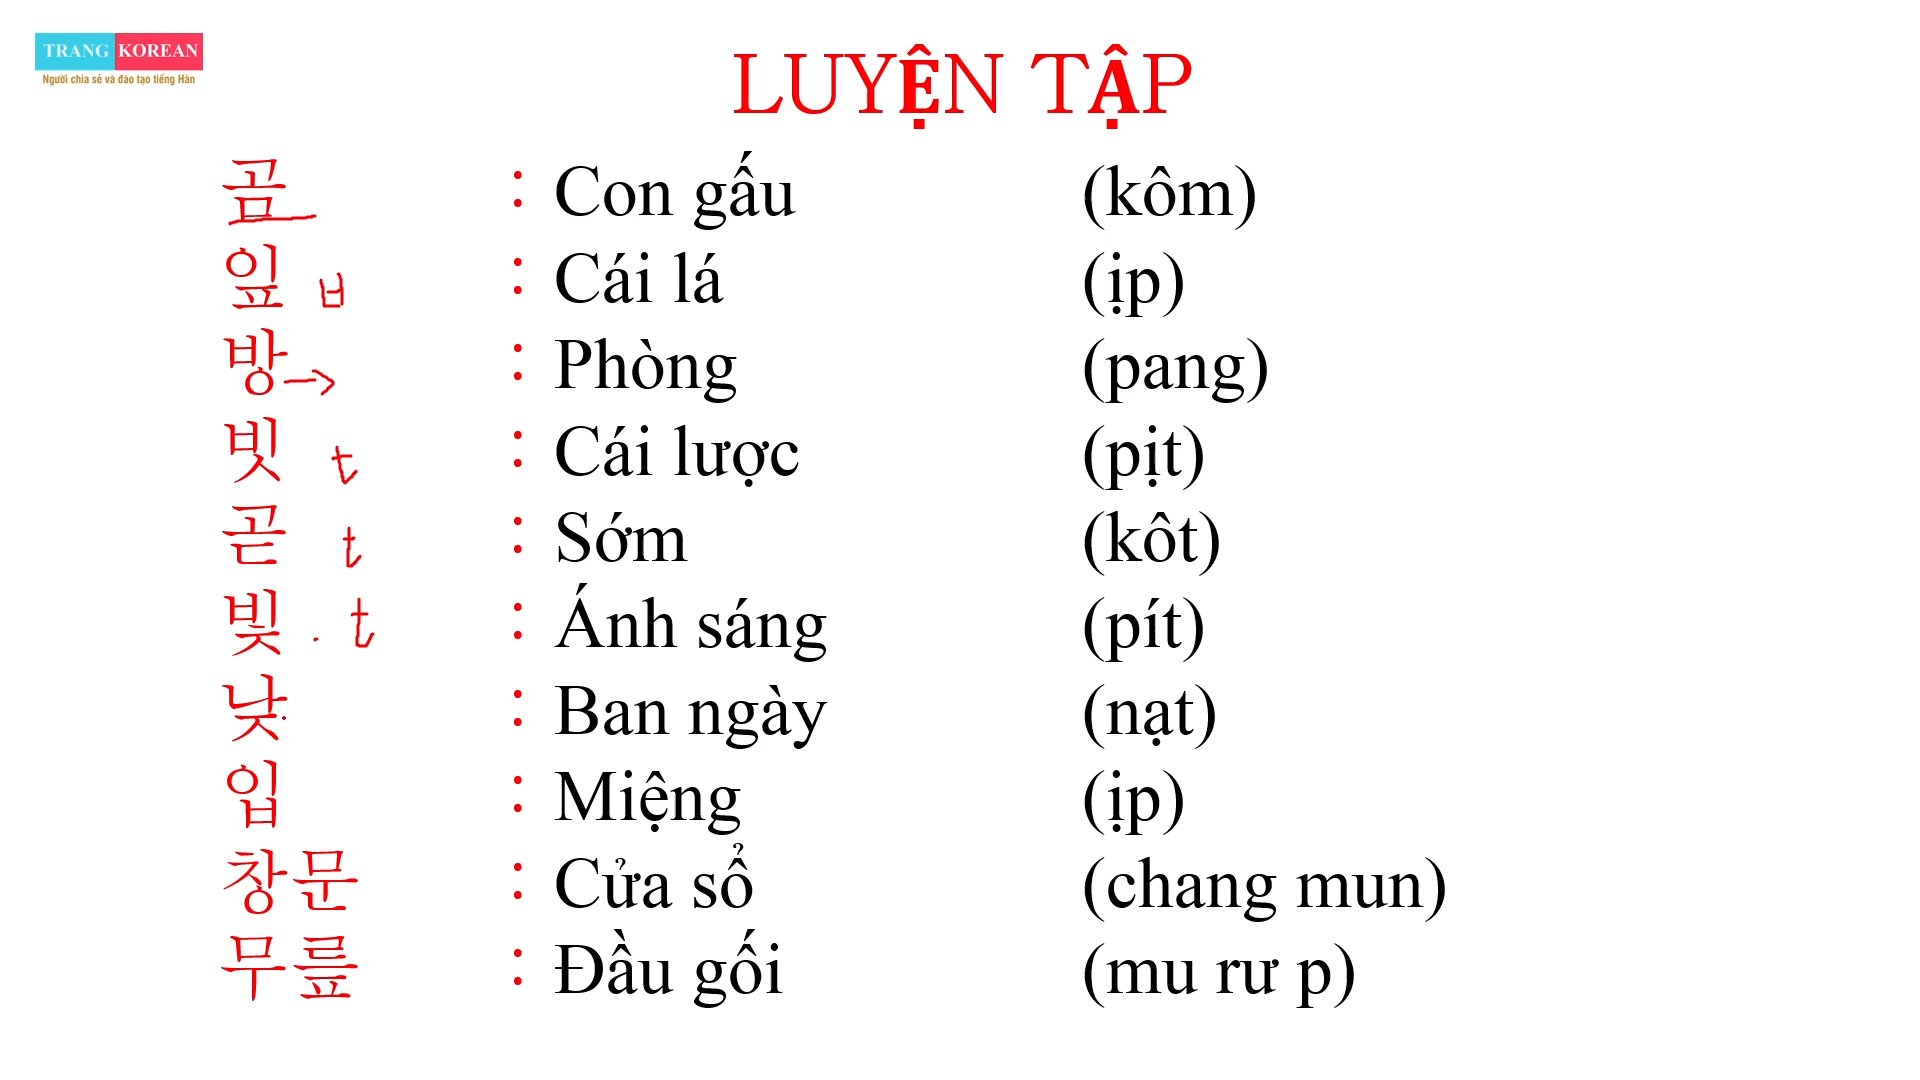 TRANG KOREAN
Người chia sẻ và đào tạo tiếng Hàn
LUYỆN TẬP
곰 : Con gấu (kôm)
잎 ㅂ : Cái lá (ịp)
방 → : Phòng (pang)
빗 t : Cái lược (pịt)
곧 t : Sớm (kôt)
빛 t : Ánh sáng (pít)
낮 : Ban ngày (nạt)
입 : Miệng (ịp)
창문 : Cửa sổ (chang mun)
무릎 : Đầu gối (mu rư p)